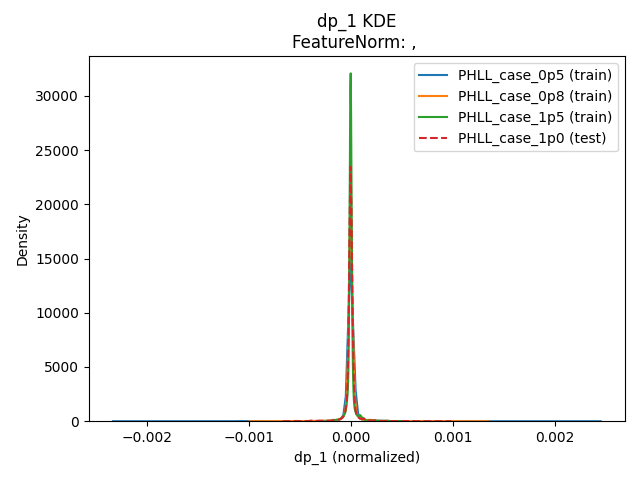 dp_1 KDE
FeatureNorm: ,
PHLL_case_0p5 (train)
PHLL_case_0p8 (train)
PHLL_case_1p5 (train)
PHLL_case_1p0 (test)
Density
30000
25000
20000
15000
10000
5000
0
−0.002
−0.001
0.000
0.001
0.002
dp_1 (normalized)